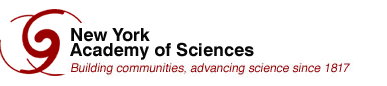 New York
Academy of Sciences
Building communities, advancing science since 1817